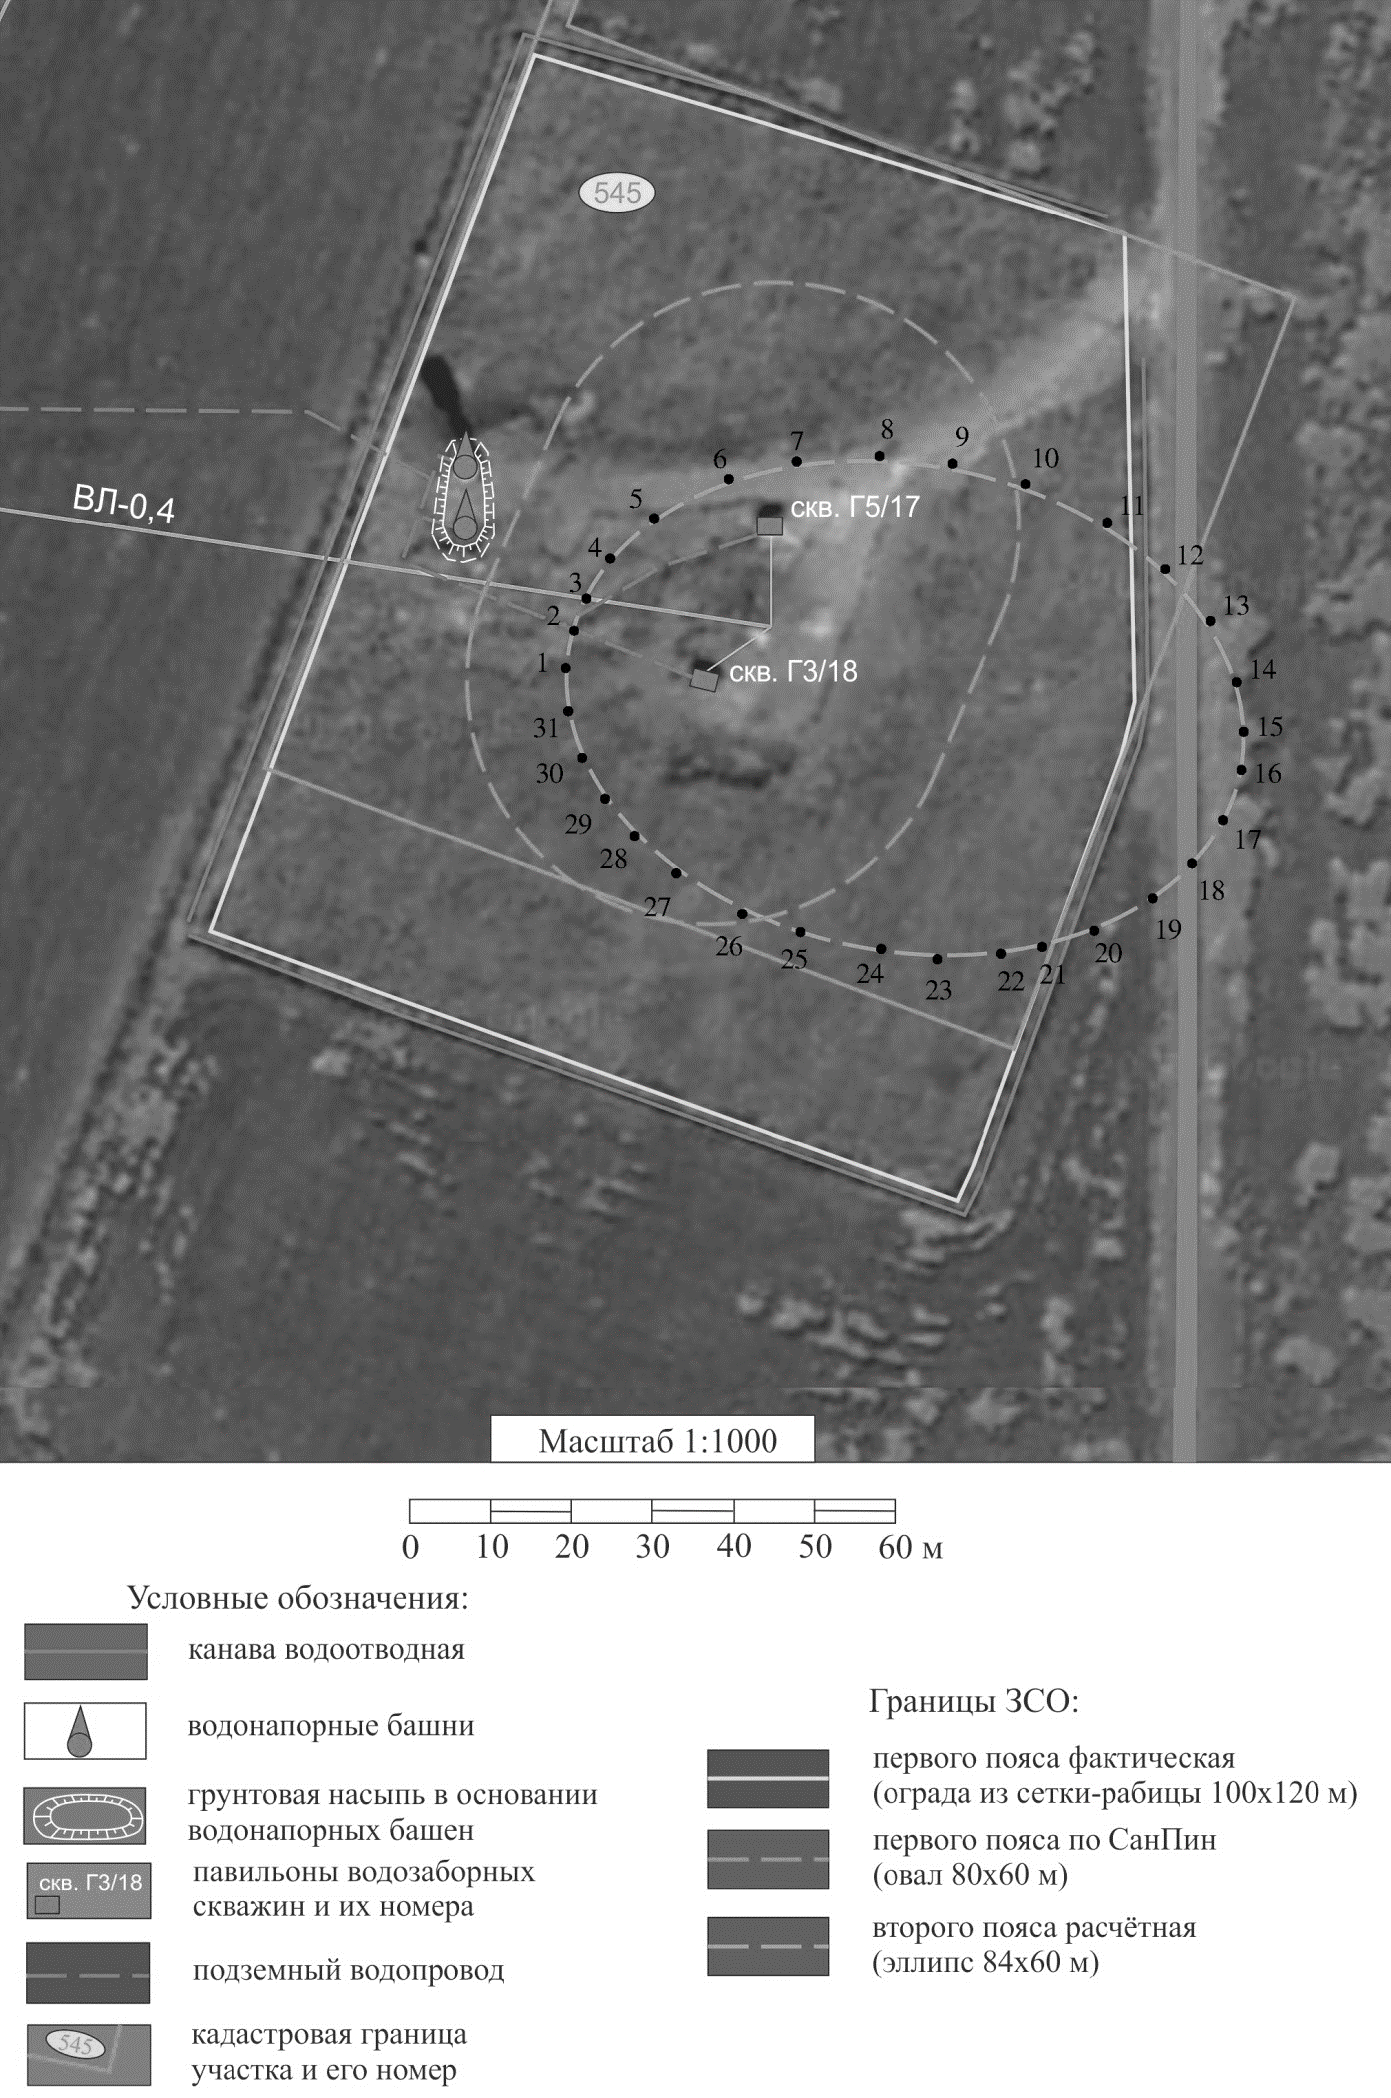 545
ВЛ-0,4
7
8
9
10
6
5
скв. Г5/17
11
4
12
3
2
13
1
скв. Г3/18
14
31
15
30
16
29
17
28
18
27
19
26
20
25
24
21
22
23
Масштаб 1:1000
0 10 20 30 40 50 60 м
Условные обозначения:
канава водоотводная
водонапорные башни
грунтовая насыпь в основании
водонапорных башен
скв. Г3/18
павильоны водозаборных
скважин и их номера
подземный водопровод
545
кадастровая граница
участка и его номер
Границы ЗСО:
первого пояса фактическая
(ограда из сетки-рабицы 100х120 м)
первого пояса по СанПин
(овал 80х60 м)
второго пояса расчётная
(эллипс 84х60 м)